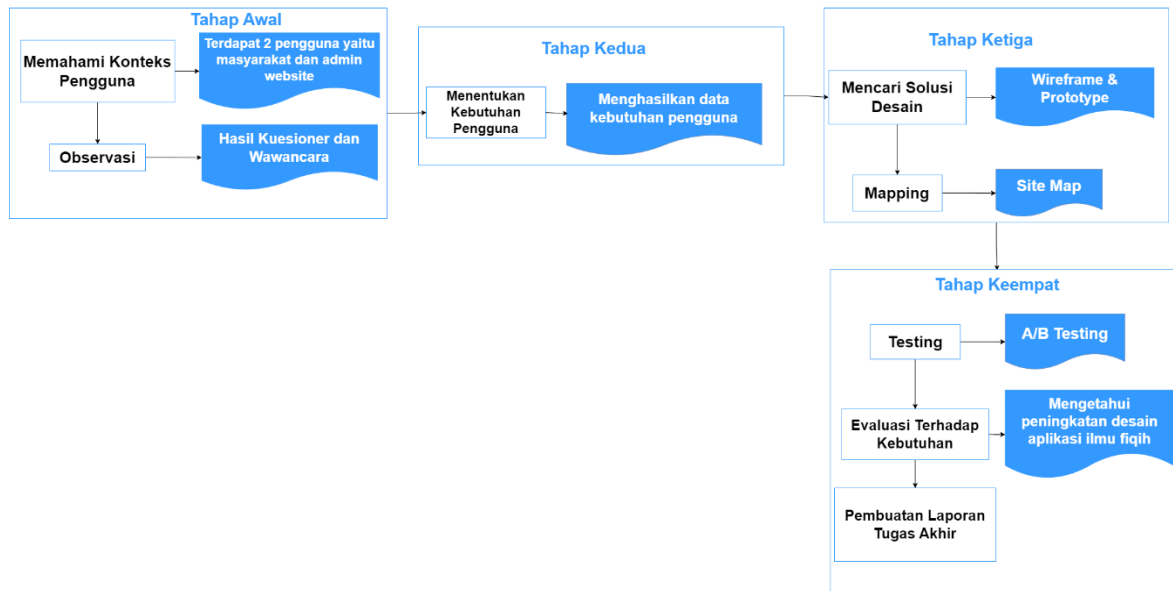 Tahap Awal
Memahami Konteks
Pengguna
Terdapat 2 pengguna yaitu
masyarakat dan admin
website
Observasi
Hasil Kuesioner dan
Wawancara
Tahap Kedua
Menentukan
Kebutuhan
Pengguna
Menghasilkan data
kebutuhan pengguna
Tahap Ketiga
Mencari Solusi
Desain
Wireframe &
Prototype
Mapping
Site Map
Tahap Keempat
Testing
A/B Testing
Evaluasi Terhadap
Kebutuhan
Mengetahui
peningkatan desain
aplikasi ilmu fiqih
Pembuatan Laporan
Tugas Akhir